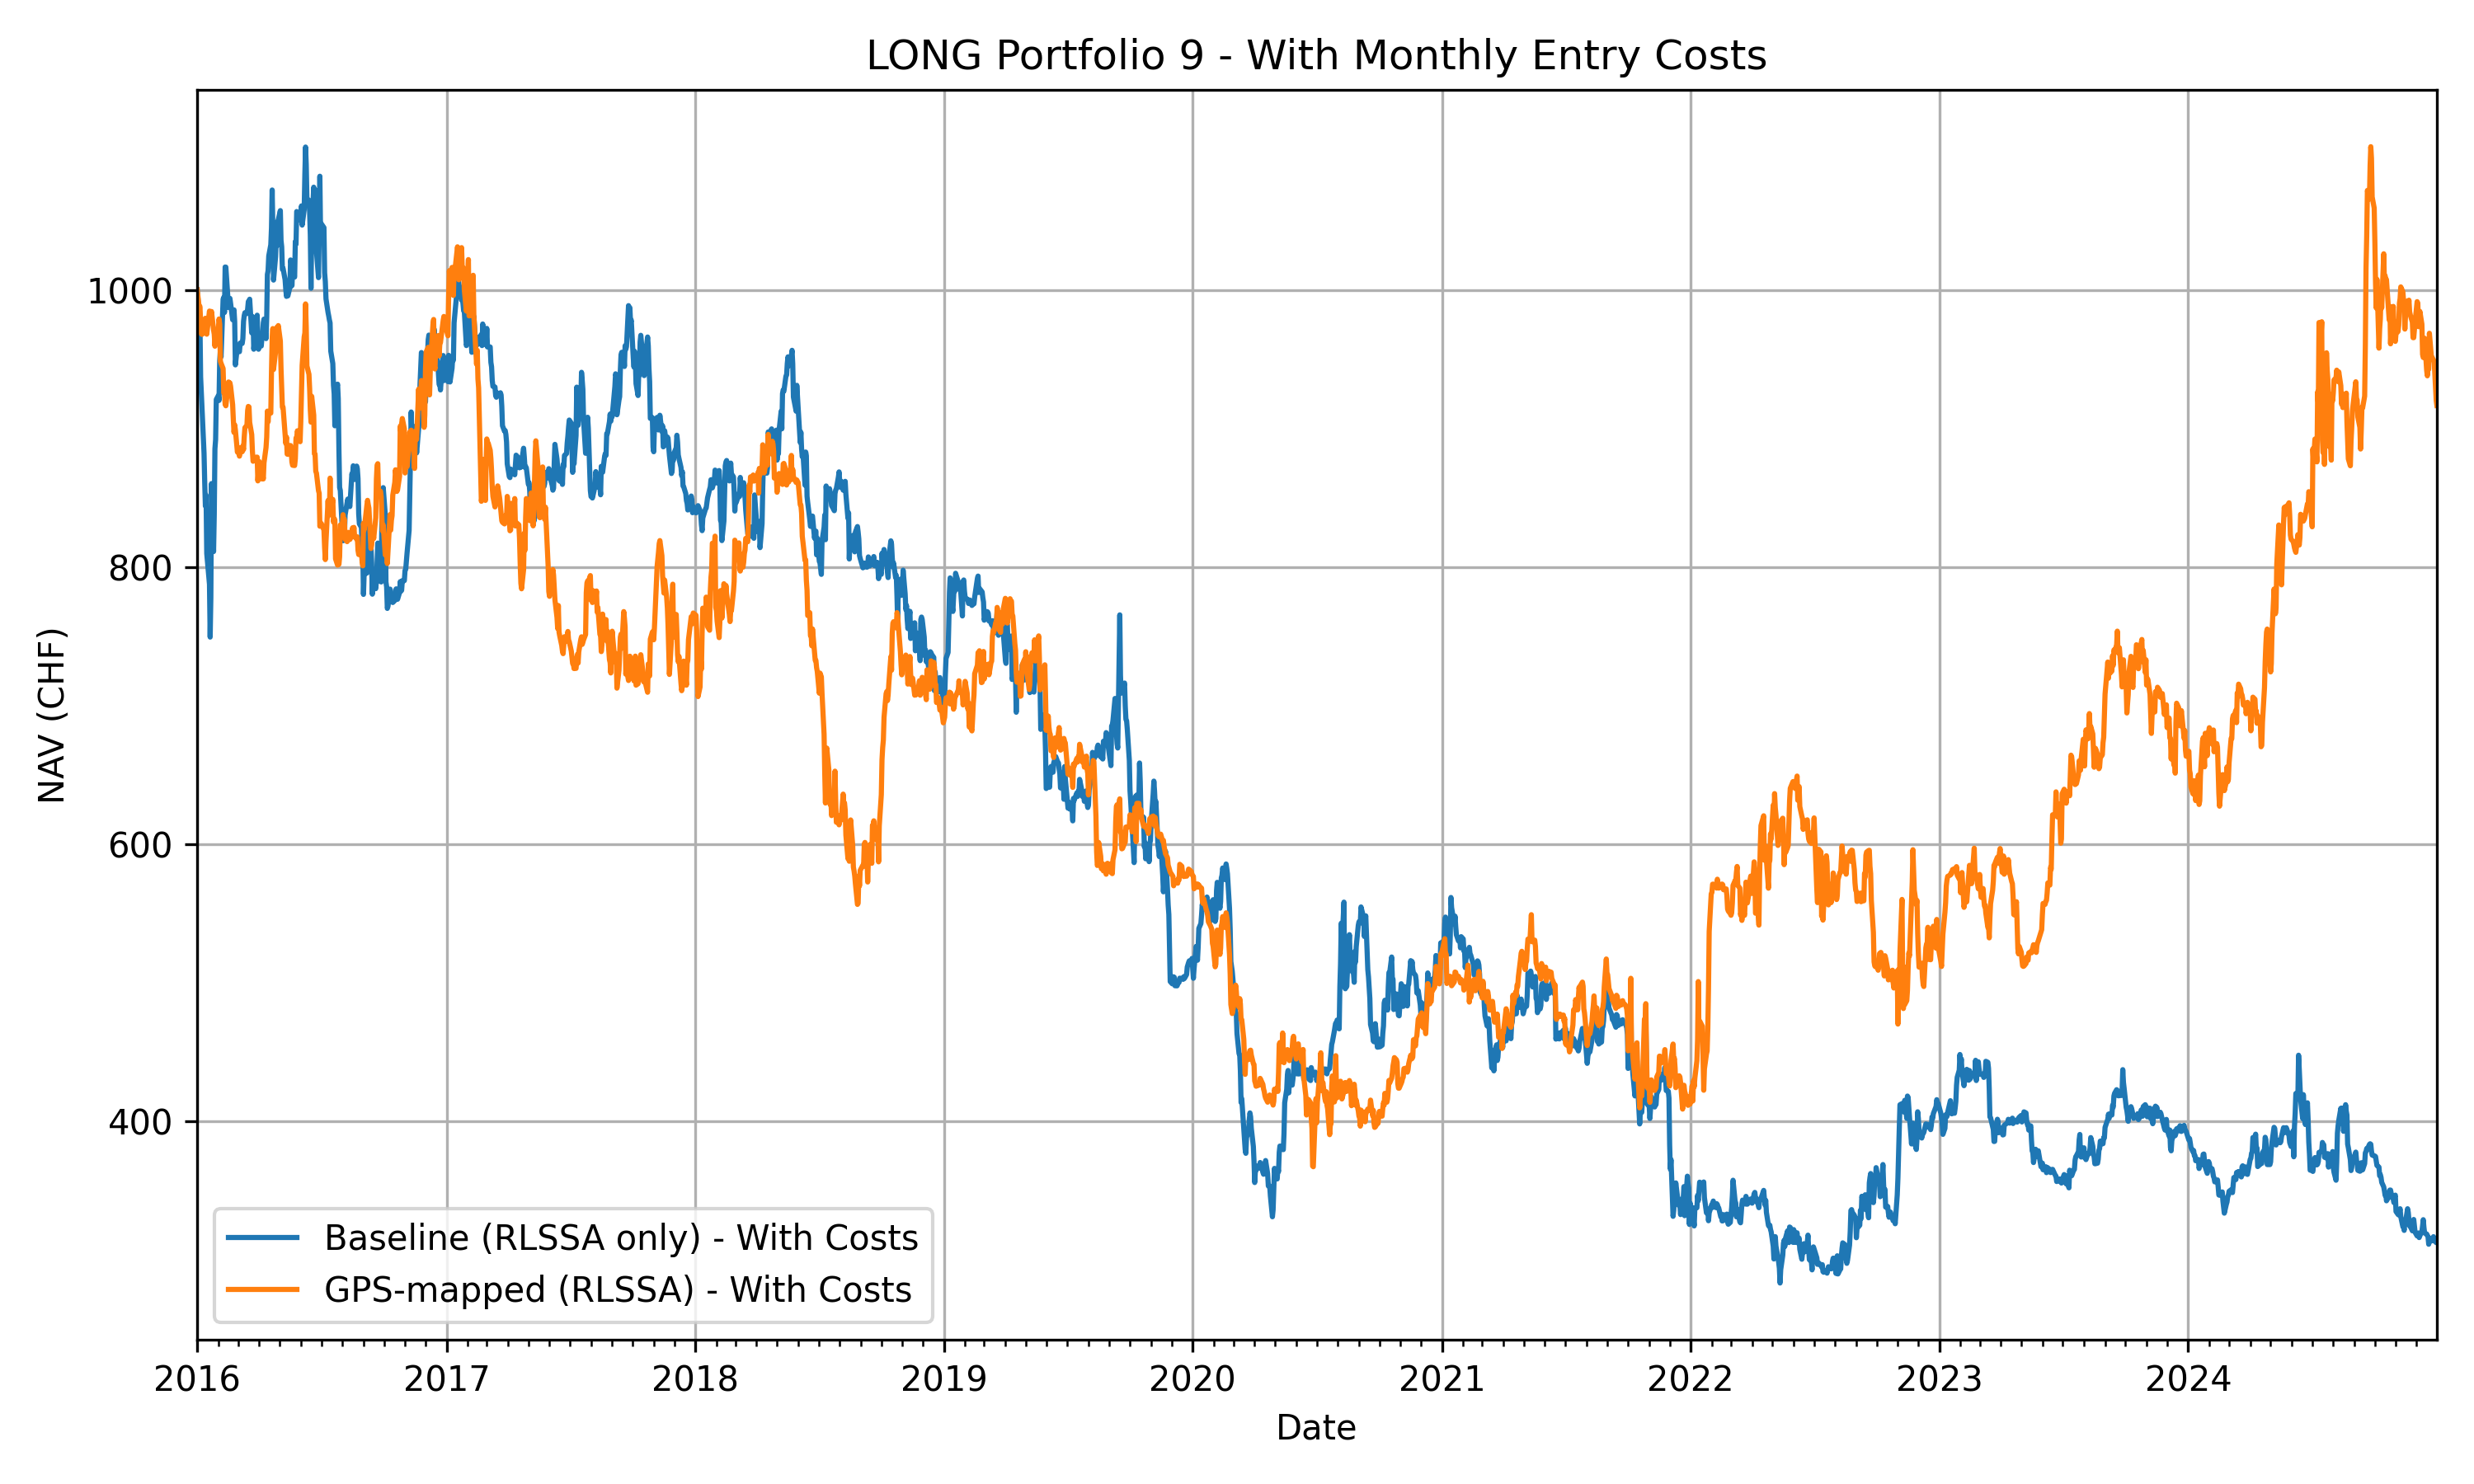 LONG Portfolio 9 - With Monthly Entry Costs
NAV (CHF)
1000
800
600
400
Baseline (RLSSA only) - With Costs
GPS-mapped (RLSSA) - With Costs
2016 2017 2018 2019 2020 2021 2022 2023 2024
Date